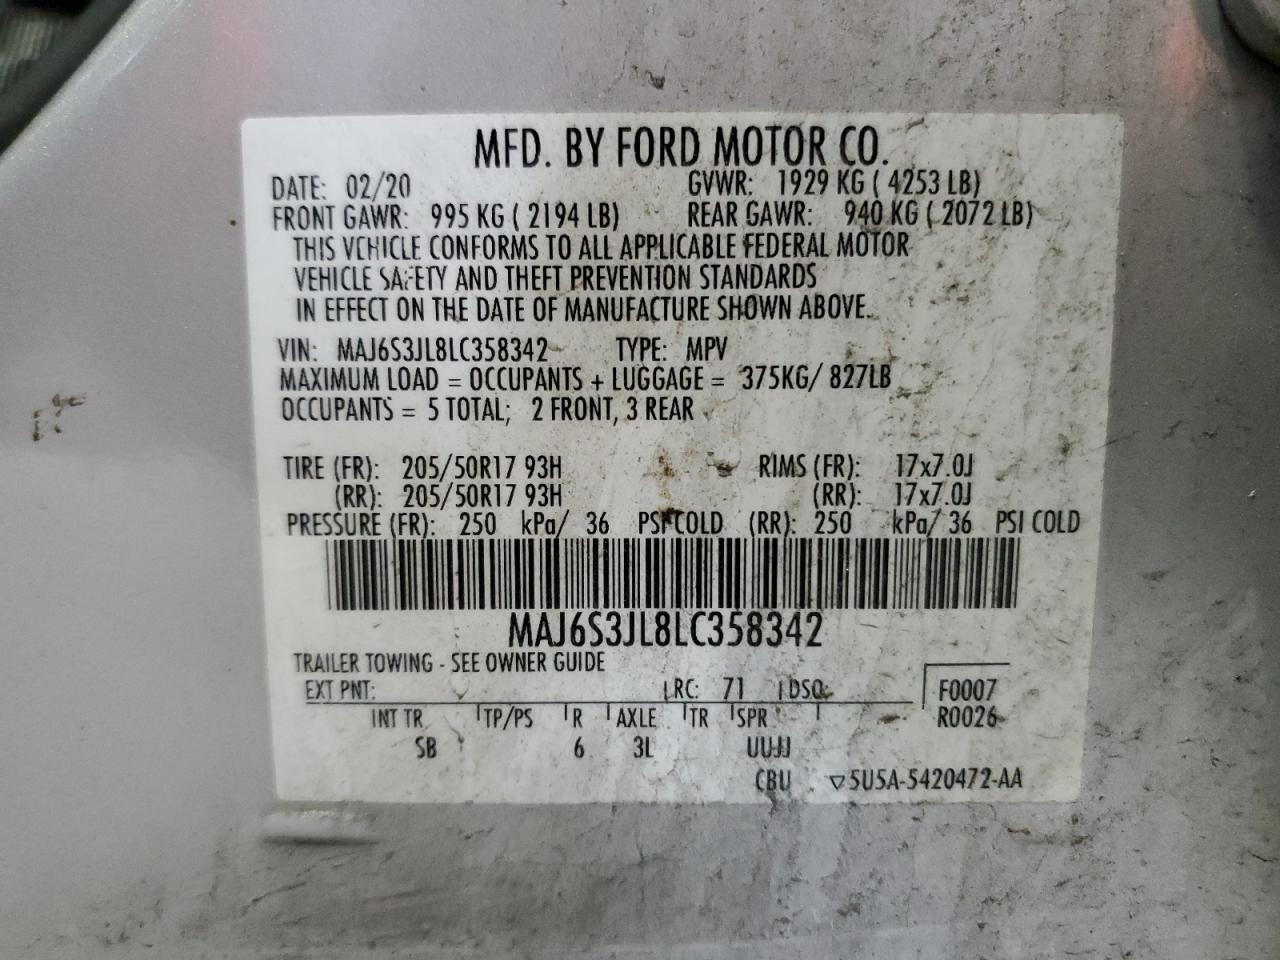 MFD. BY FORD MOTOR CO.
DATE: 02/20 GVWR: 1929 KG ( 4253 LB)
FRONT GAWR: 995 KG ( 2194 LB) REAR GAWR: 940 KG ( 2072 LB)
THIS VEHICLE CONFORMS TO ALL APPLICABLE FEDERAL MOTOR
VEHICLE SAFETY AND THEFT PREVENTION STANDARDS
IN EFFECT ON THE DATE OF MANUFACTURE SHOWN ABOVE.
VIN: MAJ6S3JL8LC358342 TYPE: MPV
MAXIMUM LOAD = OCCUPANTS + LUGGAGE = 375KG/ 827LB
OCCUPANTS = 5 TOTAL; 2 FRONT, 3 REAR
TIRE (FR): 205/50R17 93H RIMS (FR): 17x7.0J
(RR): 205/50R17 93H (RR): 17x7.0J
PRESSURE (FR): 250 kPa/ 36 PSI COLD (RR): 250 kPa/ 36 PSI COLD
MAJ6S3JL8LC358342
TRAILER TOWING - SEE OWNER GUIDE
EXT PNT: RC: 71 DSO: F0007
INT TR TP/PS R AXLE TR SPR R0026
SB 6 3L UUJJ
CBU ▽5U5A-5420472-AA